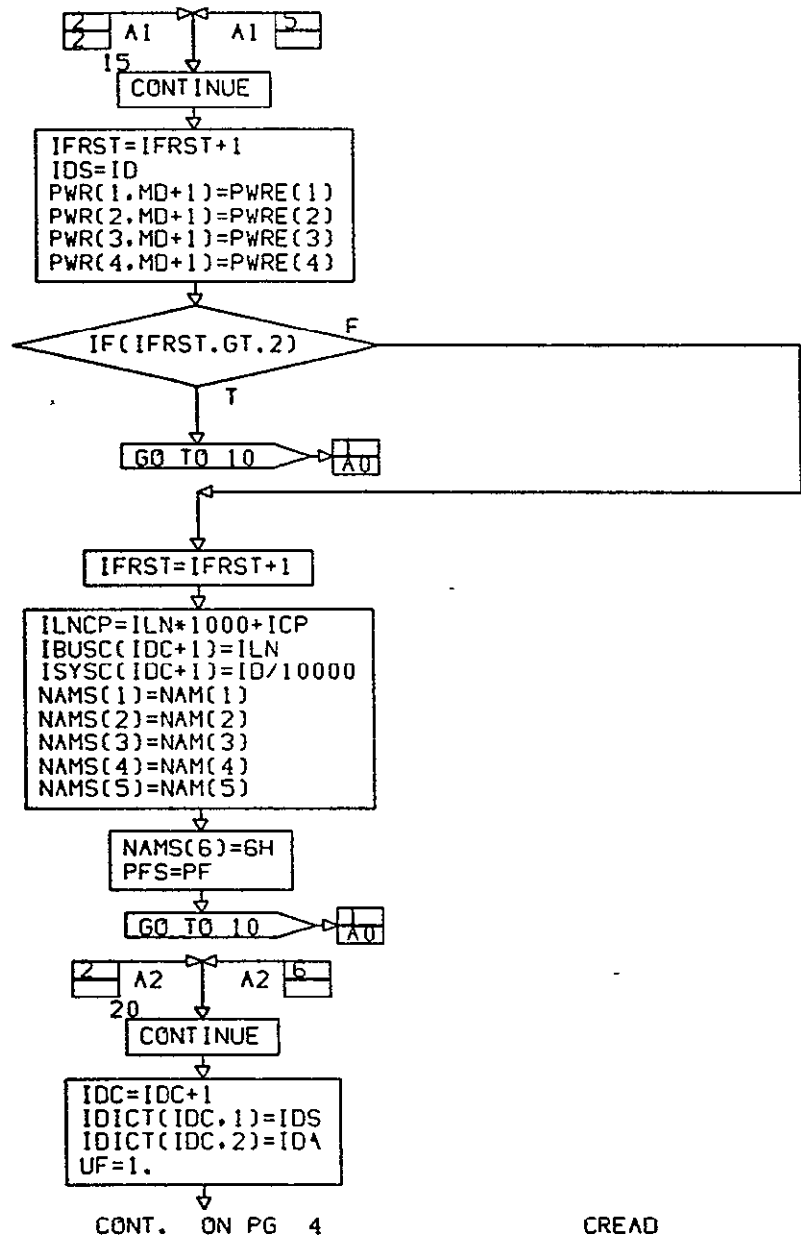 2 A1 A1 5
2
15
CONTINUE
IFRST=IFRST+1
IDS=ID
PWR(1,MD+1)=PWRE(1)
PWR(2,MD+1)=PWRE(2)
PWR(3,MD+1)=PWRE(3)
PWR(4,MD+1)=PWRE(4)
IF(IFRST.GT.2)
F
T
GO TO 10
1
A0
IFRST=IFRST+1
ILNCP=ILN*1000+ICP
IBUSC(IDC+1)=ILN
ISYSC(IDC+1)=ID/10000
NAMS(1)=NAM(1)
NAMS(2)=NAM(2)
NAMS(3)=NAM(3)
NAMS(4)=NAM(4)
NAMS(5)=NAM(5)
NAMS(6)=6H
PFS=PF
GO TO 10
1
A0
2 A2 A2 6
20
CONTINUE
IDC=IDC+1
IDICT(IDC,1)=IDS
IDICT(IDC,2)=IDA
UF=1.
CONT. ON PG 4
CREAD